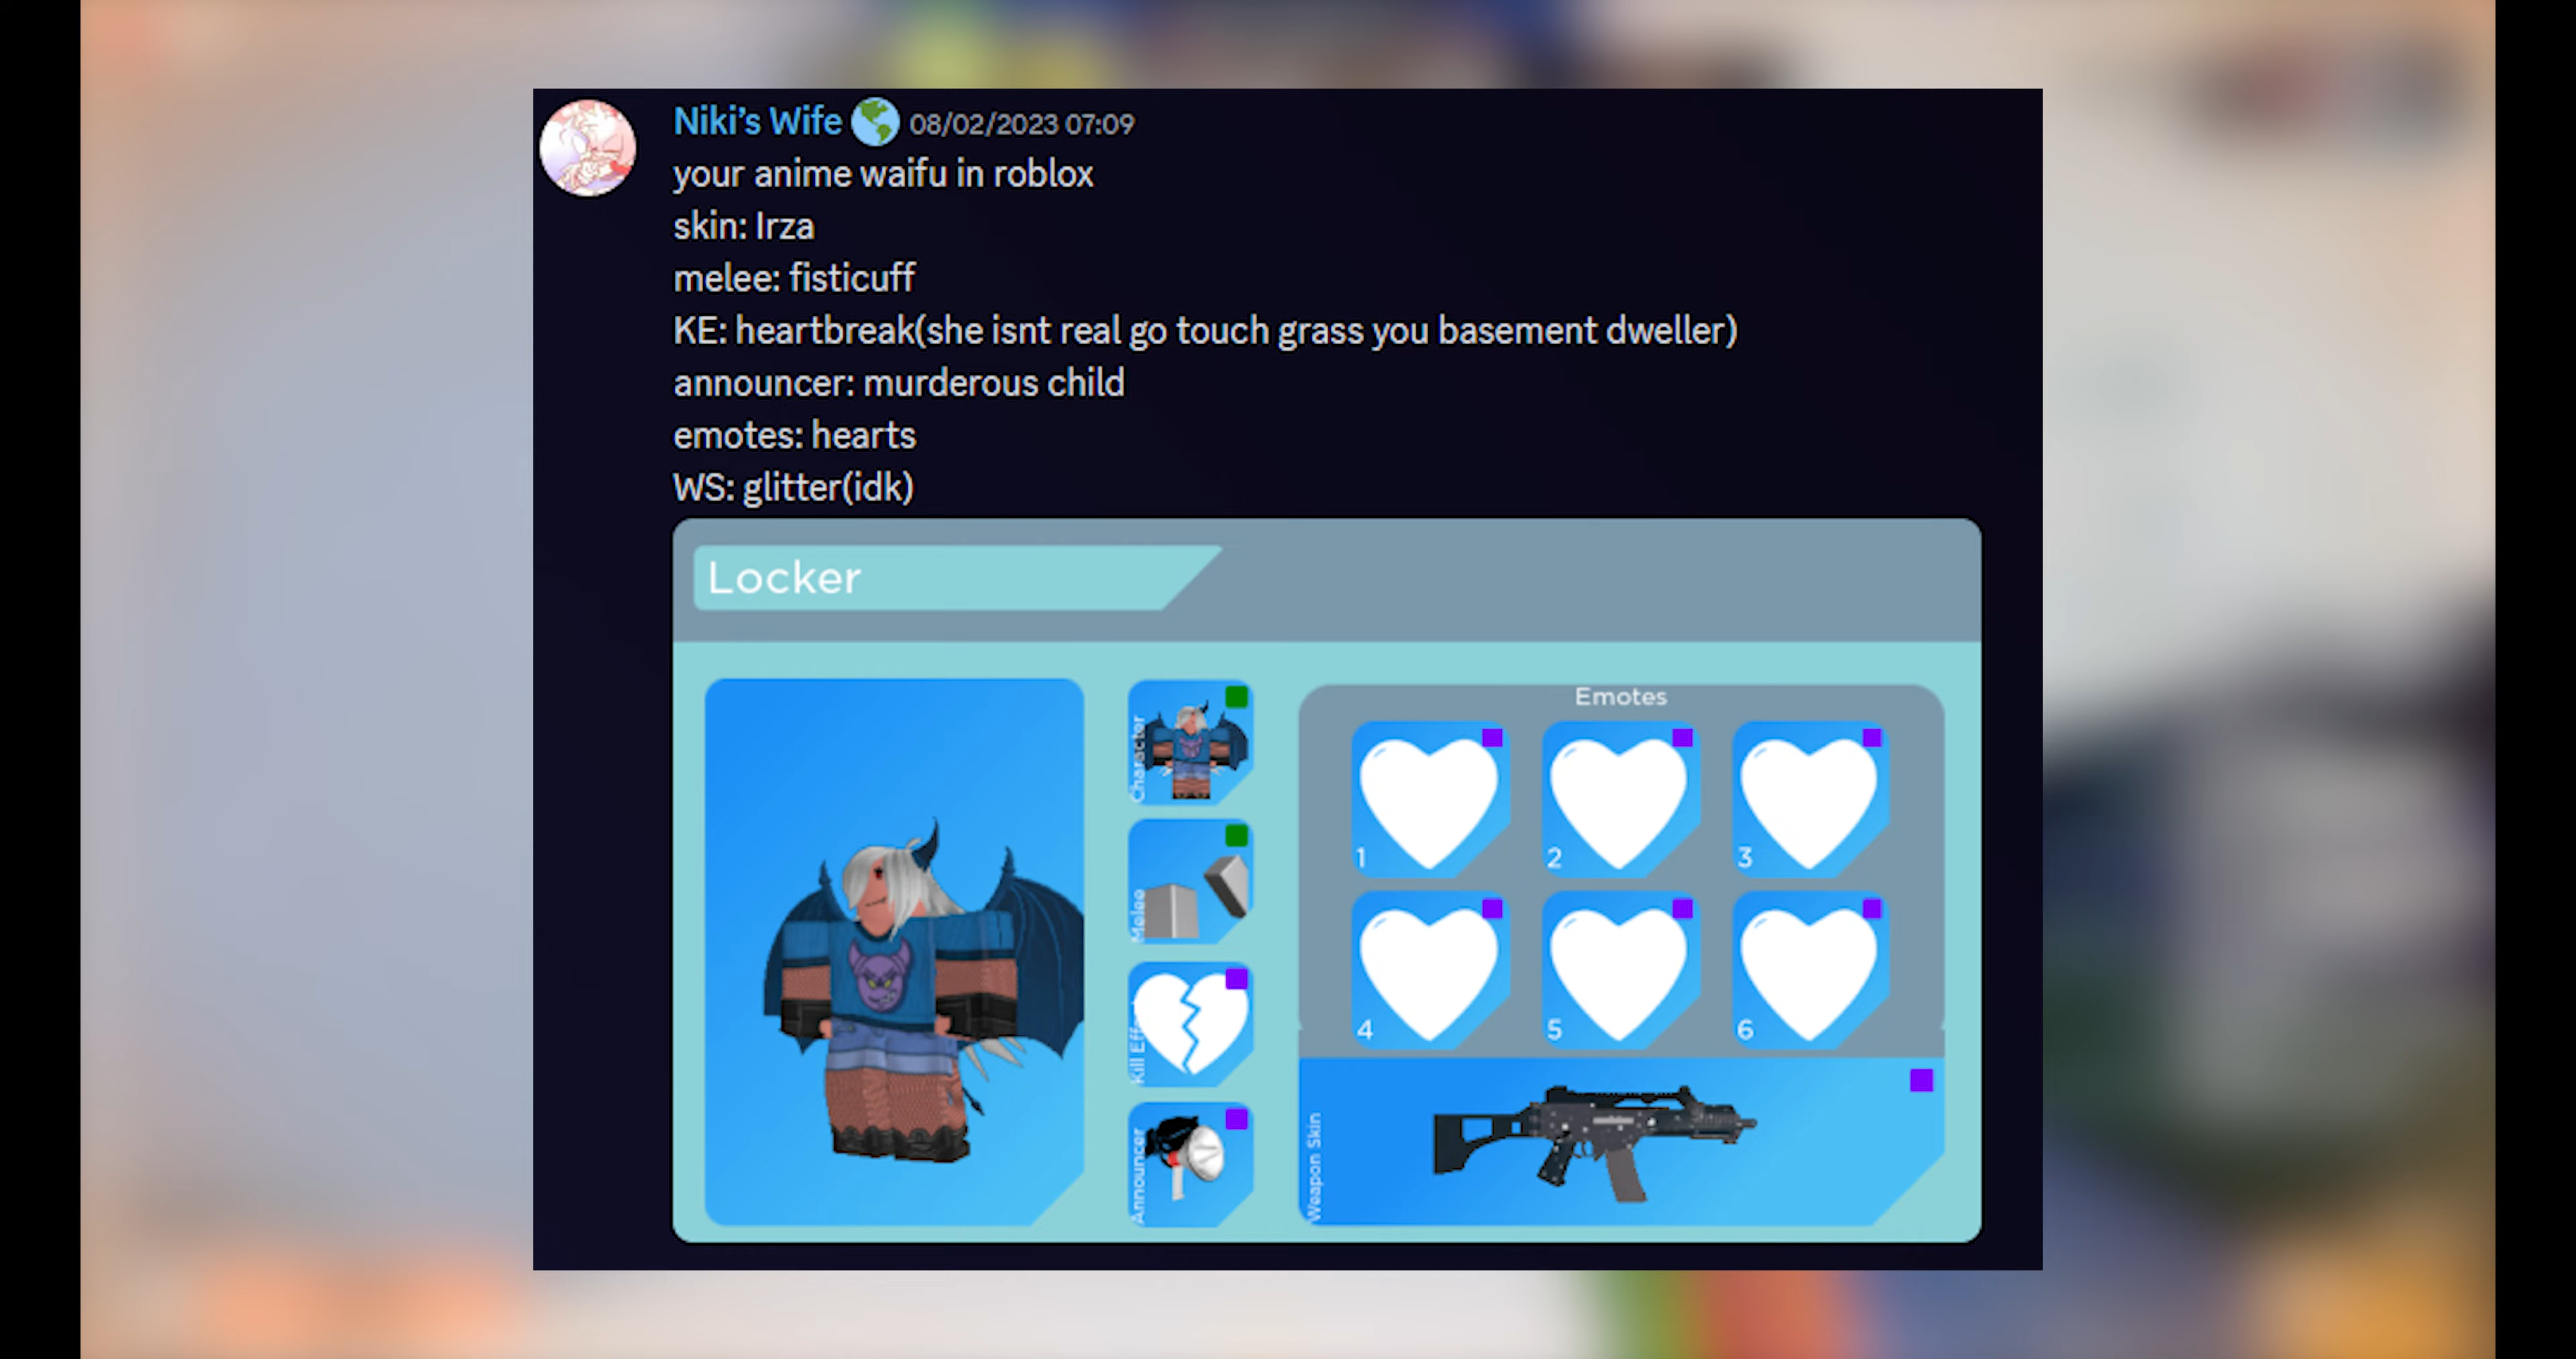 Niki's Wife 08/02/2023 07:09
your anime waifu in roblox
skin: Irza
melee: fisticuff
KE: heartbreak(she isnt real go touch grass you basement dweller)
announcer: murderous child
emotes: hearts
WS: glitter(idk)
Locker
Character
Melee
Kill Eff
Announcer
Emotes
1 2 3
4 5 6
Weapon Skin